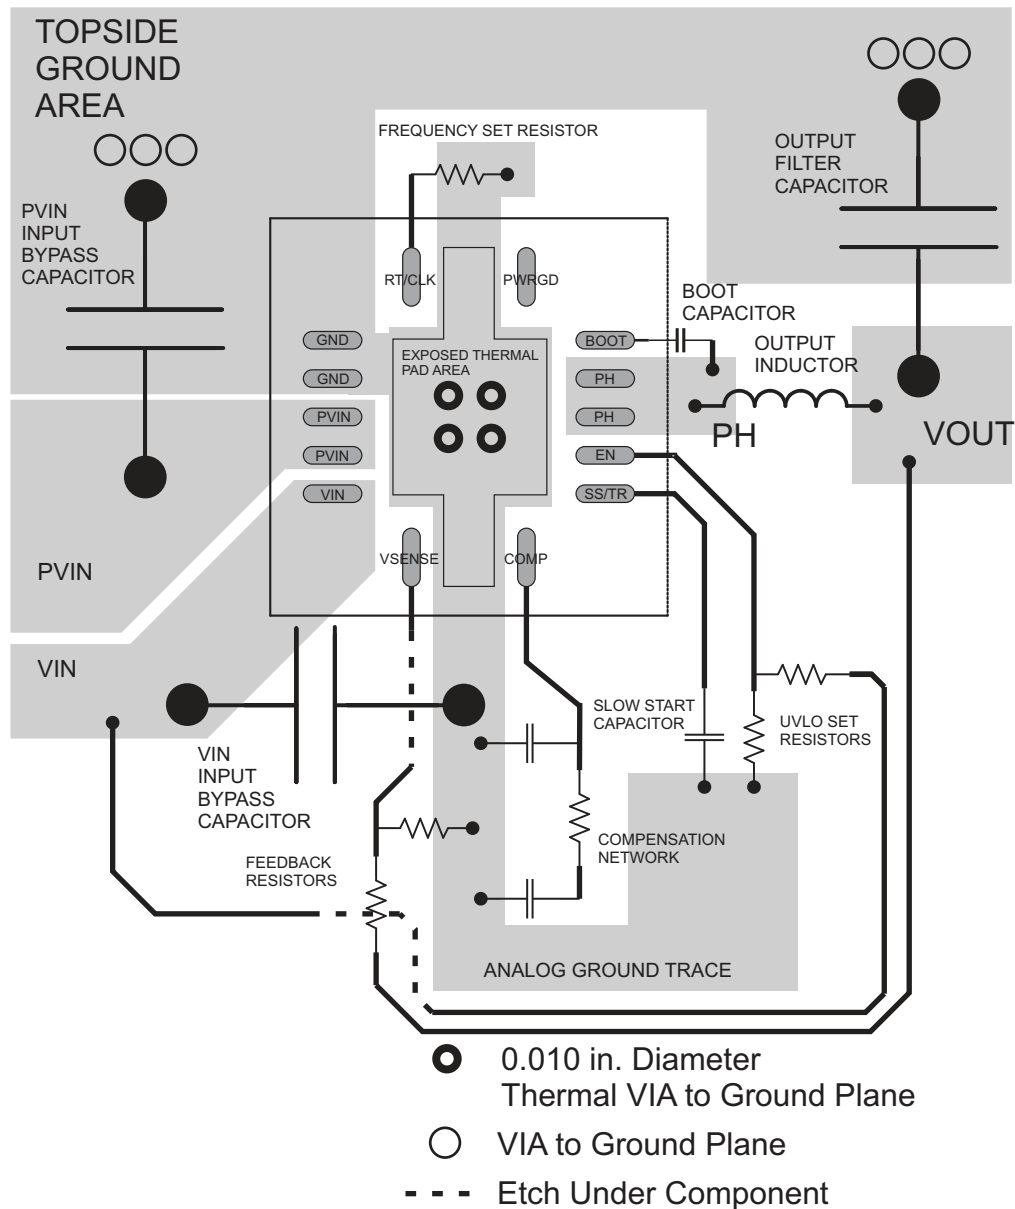 TOPSIDE
GROUND
AREA
FREQUENCY SET RESISTOR
OUTPUT
FILTER
CAPACITOR
PVIN
INPUT
BYPASS
CAPACITOR
RT/CLK
PWRGD
BOOT
CAPACITOR
GND
EXPOSED THERMAL
PAD AREA
BOOT
OUTPUT
INDUCTOR
GND
PH
PVIN
PH
PH
VOUT
PVIN
EN
VIN
SS/TR
VSENSE
COMP
PVIN
VIN
SLOW START
CAPACITOR
UVLO SET
RESISTORS
VIN
INPUT
BYPASS
CAPACITOR
COMPENSATION
NETWORK
FEEDBACK
RESISTORS
ANALOG GROUND TRACE
0.010 in. Diameter
Thermal VIA to Ground Plane
VIA to Ground Plane
Etch Under Component